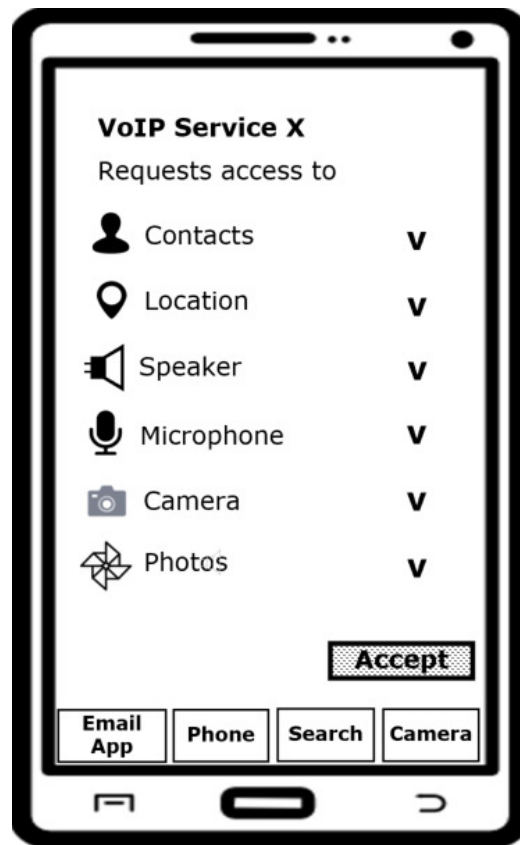 VoIP Service X
Requests access to
Contacts v
Location v
Speaker v
Microphone v
Camera v
Photos v
Accept
Email App
Phone
Search
Camera